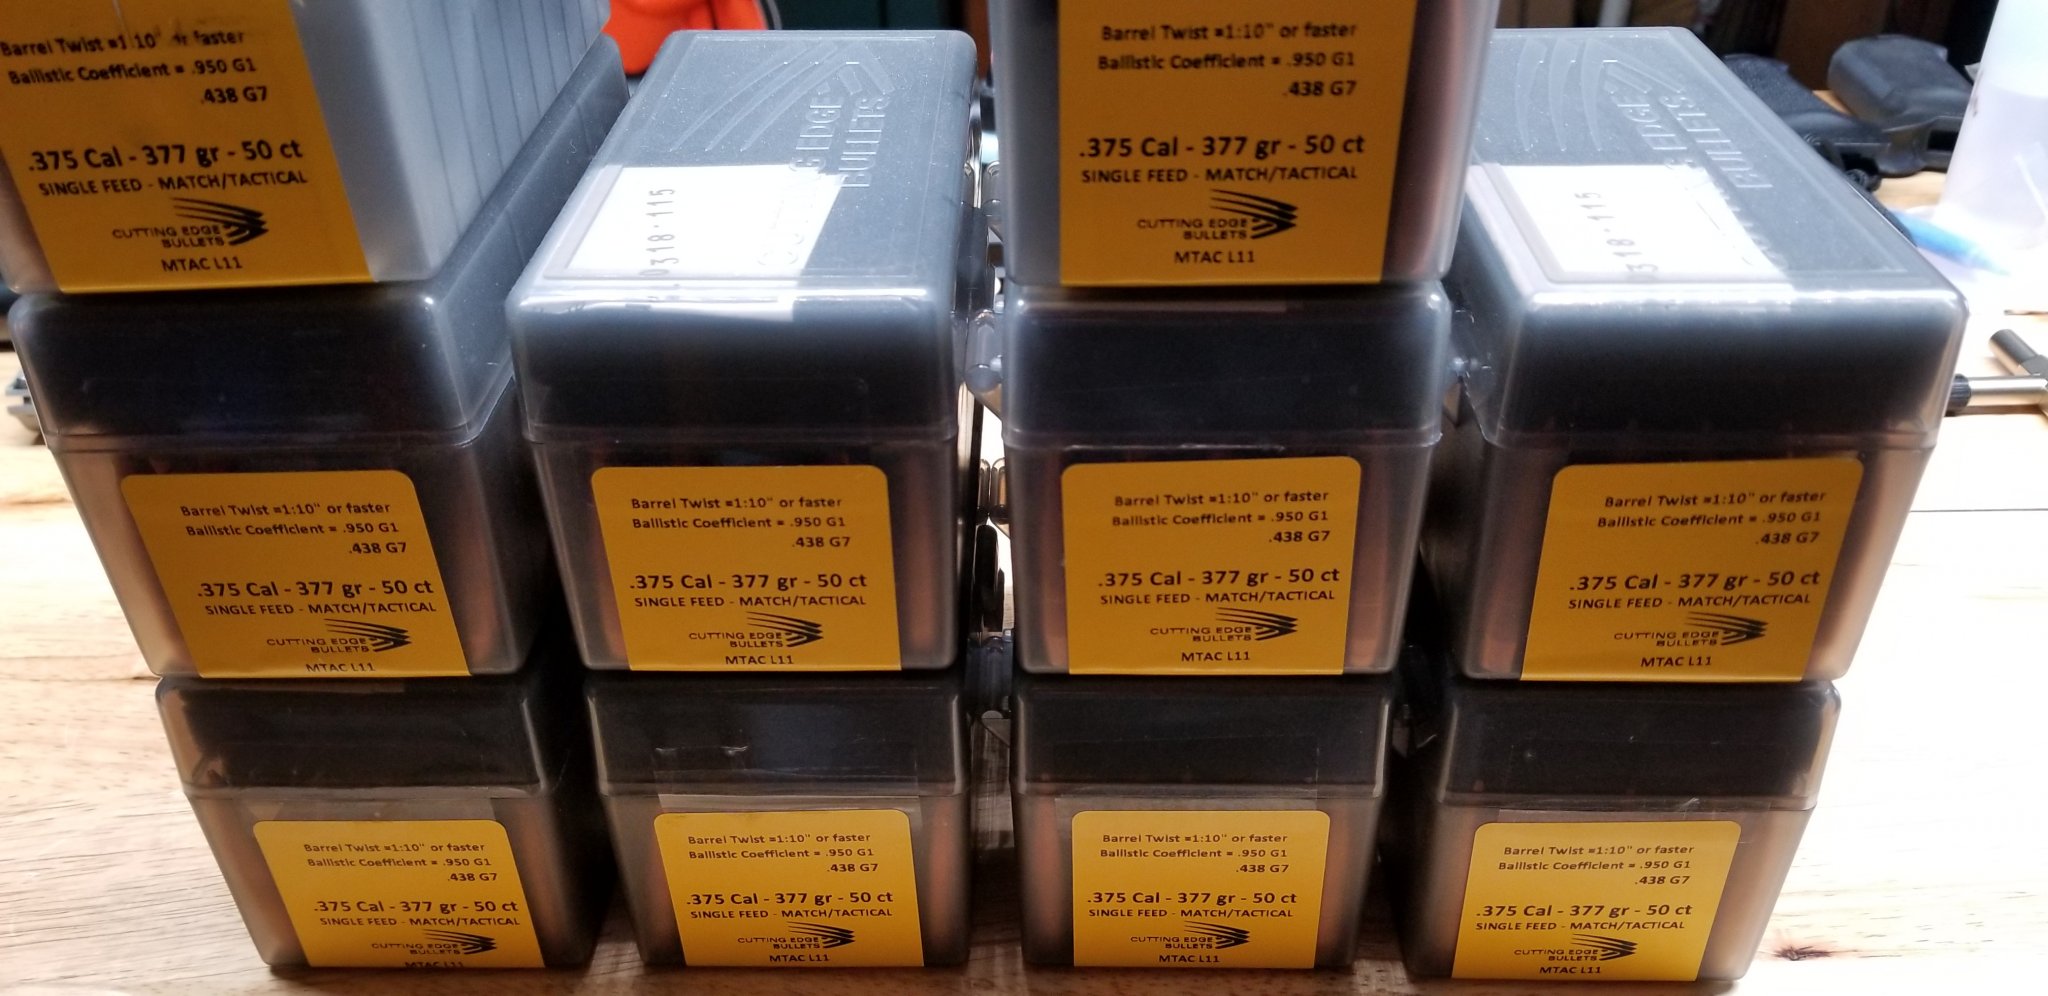 Barrel Twist =1:10" or faster
Ballistic Coefficient = .950 G1
.438 G7
.375 Cal - 377 gr - 50 ct
SINGLE FEED - MATCH/TACTICAL
CUTTING EDGE
BULLETS
MTAC L11
CUTTING EDGE
BULLETS
0318-115
Barrel Twist =1:10" or faster
Ballistic Coefficient = .950 G1
.438 G7
.375 Cal - 377 gr - 50 ct
SINGLE FEED - MATCH/TACTICAL
CUTTING EDGE
BULLETS
MTAC L11
EDGE
BULLETS
318-115
Barrel Twist =1:10" or faster
Ballistic Coefficient = .950 G1
.438 G7
.375 Cal - 377 gr - 50 ct
SINGLE FEED - MATCH/TACTICAL
CUTTING EDGE
BULLETS
MTAC L11
Barrel Twist =1:10" or faster
Ballistic Coefficient = .950 G1
.438 G7
.375 Cal - 377 gr - 50 ct
SINGLE FEED - MATCH/TACTICAL
CUTTING EDGE
BULLETS
MTAC L11
Barrel Twist =1:10" or faster
Ballistic Coefficient = .950 G1
.438 G7
.375 Cal - 377 gr - 50 ct
SINGLE FEED - MATCH/TACTICAL
CUTTING EDGE
BULLETS
MTAC L11
Barrel Twist =1:10" or faster
Ballistic Coefficient = .950 G1
.438 G7
.375 Cal - 377 gr - 50 ct
SINGLE FEED - MATCH/TACTICAL
CUTTING EDGE
BULLETS
MTAC L11
Barrel Twist =1:10" or faster
Ballistic Coefficient = .950 G1
.438 G7
.375 Cal - 377 gr - 50 ct
SINGLE FEED - MATCH/TACTICAL
CUTTING EDGE
BULLETS
MTAC L11
Barrel Twist =1:10" or faster
Ballistic Coefficient = .950 G1
.438 G7
.375 Cal - 377 gr - 50 ct
SINGLE FEED - MATCH/TACTICAL
CUTTING EDGE
BULLETS
MTAC L11
Barrel Twist =1:10" or faster
Ballistic Coefficient = .950 G1
.438 G7
.375 Cal - 377 gr - 50 ct
SINGLE FEED - MATCH/TACTICAL
CUTTING EDGE
BULLETS
MTAC L11
Barrel Twist =1:10" or faster
Ballistic Coefficient = .950 G1
.438 G7
.375 Cal - 377 gr - 50 ct
SINGLE FEED - MATCH/TACTICAL
CUTTING EDGE
BULLETS
MTAC L11